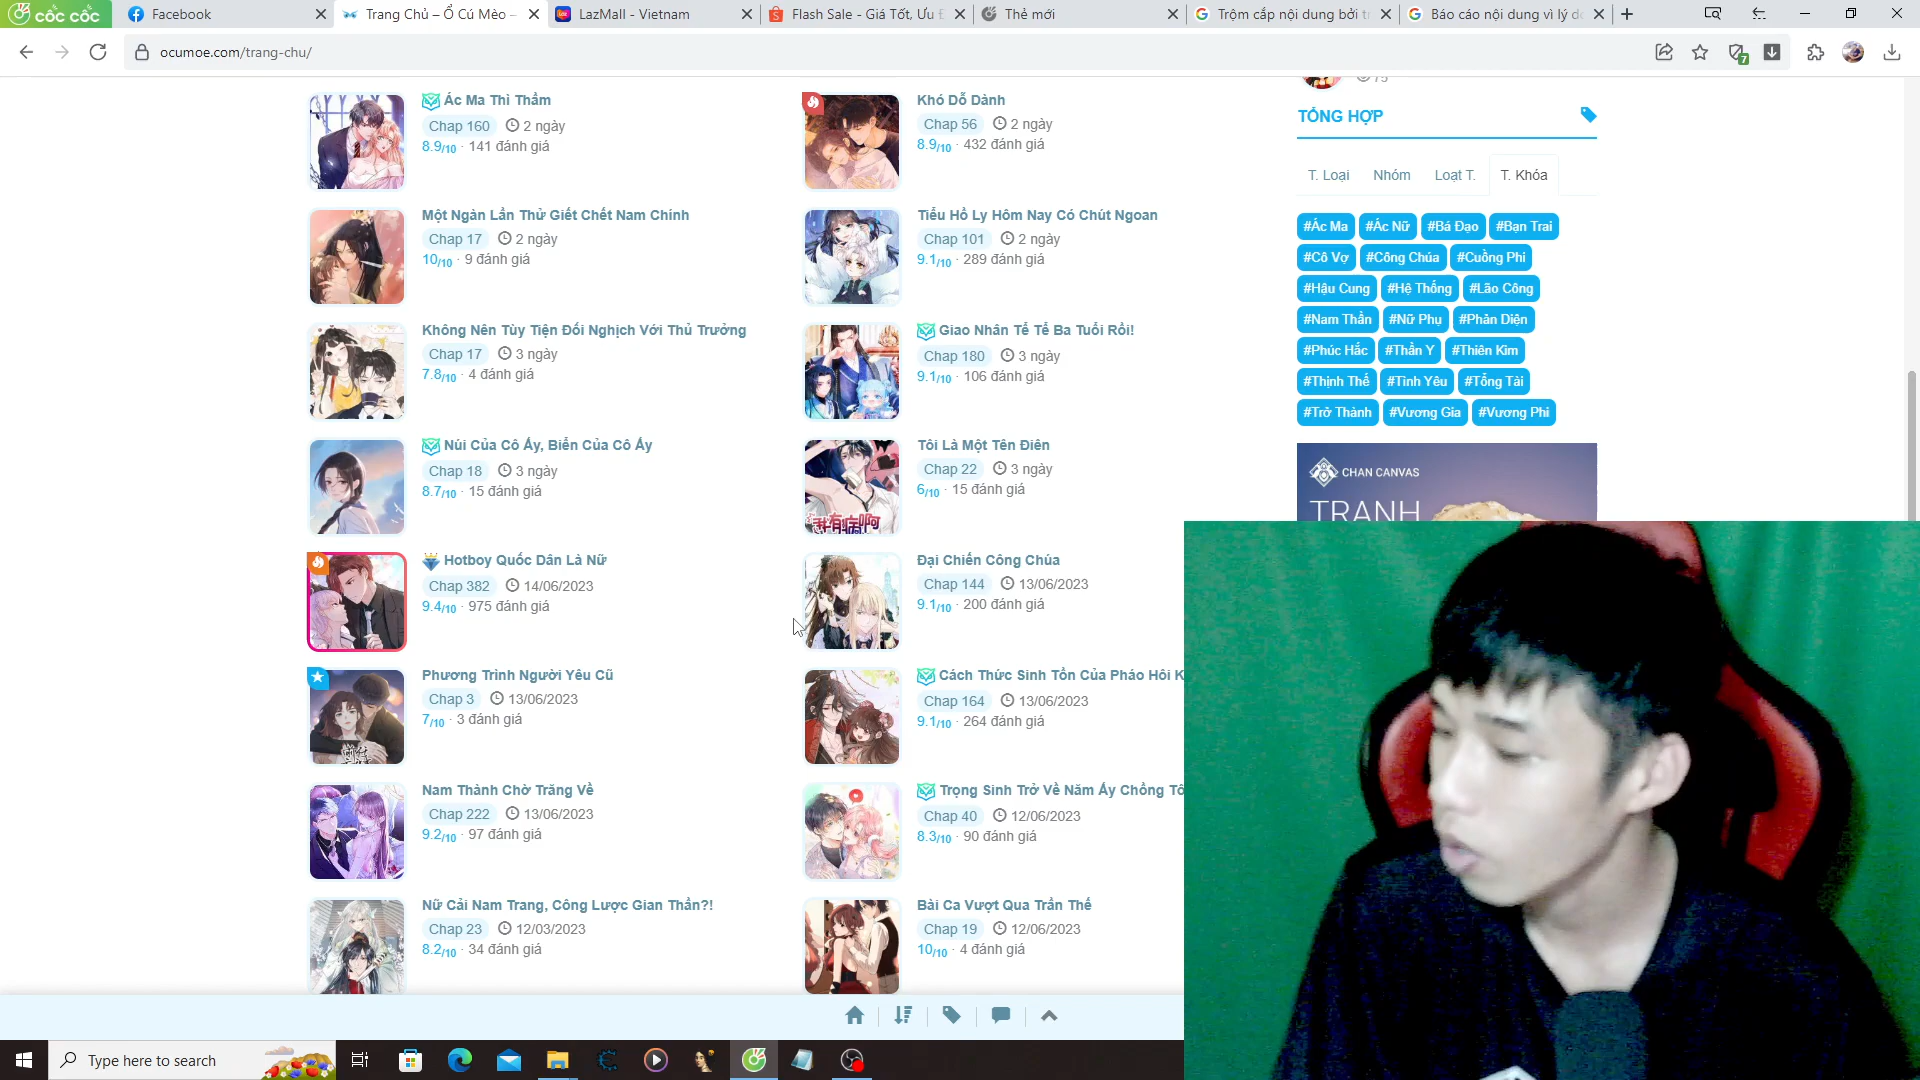 cốc cốc
Facebook
Trang Chủ – Ổ Cú Mèo –
LazMall - Vietnam
Flash Sale - Giá Tốt, Ưu Đ
Thẻ mới
Trộm cắp nội dung bởi tr
Báo cáo nội dung vì lý do
ocumoe.com/trang-chu/
7
75
Ác Ma Thì Thầm
Chap 160 2 ngày
8.9/10 · 141 đánh giá
Khó Dỗ Dành
Chap 56 2 ngày
8.9/10 · 432 đánh giá
Một Ngàn Lần Thử Giết Chết Nam Chính
Chap 17 2 ngày
10/10 · 9 đánh giá
Tiểu Hồ Ly Hôm Nay Có Chút Ngoan
Chap 101 2 ngày
9.1/10 · 289 đánh giá
Không Nên Tùy Tiện Đối Nghịch Với Thủ Trưởng
Chap 17 3 ngày
7.8/10 · 4 đánh giá
Giao Nhân Tể Tể Ba Tuổi Rồi!
Chap 180 3 ngày
9.1/10 · 106 đánh giá
Núi Của Cô Ấy, Biển Của Cô Ấy
Chap 18 3 ngày
8.7/10 · 15 đánh giá
Tôi Là Một Tên Điên
Chap 22 3 ngày
6/10 · 15 đánh giá
我有病啊
Hotboy Quốc Dân Là Nữ
Chap 382 14/06/2023
9.4/10 · 975 đánh giá
Đại Chiến Công Chúa
Chap 144 13/06/2023
9.1/10 · 200 đánh giá
Phương Trình Người Yêu Cũ
Chap 3 13/06/2023
7/10 · 3 đánh giá
Cách Thức Sinh Tồn Của Pháo Hôi K
Chap 164 13/06/2023
9.1/10 · 264 đánh giá
Nam Thành Chờ Trăng Về
Chap 222 13/06/2023
9.2/10 · 97 đánh giá
Trọng Sinh Trở Về Năm Ấy Chồng Tô
Chap 40 12/06/2023
8.3/10 · 90 đánh giá
Nữ Cải Nam Trang, Công Lược Gian Thần?!
Chap 23 12/03/2023
8.2/10 · 34 đánh giá
Bài Ca Vượt Qua Trần Thế
Chap 19 12/06/2023
10/10 · 4 đánh giá
TỔNG HỢP
T. Loại Nhóm Loạt T. T. Khóa
#Ác Ma #Ác Nữ #Bá Đạo #Bạn Trai
#Cô Vợ #Công Chúa #Cuồng Phi
#Hậu Cung #Hệ Thống #Lão Công
#Nam Thần #Nữ Phụ #Phản Diện
#Phúc Hắc #Thần Y #Thiên Kim
#Thịnh Thế #Tình Yêu #Tổng Tài
#Trở Thành #Vương Gia #Vương Phi
CHAN CANVAS
TRANH
Type here to search